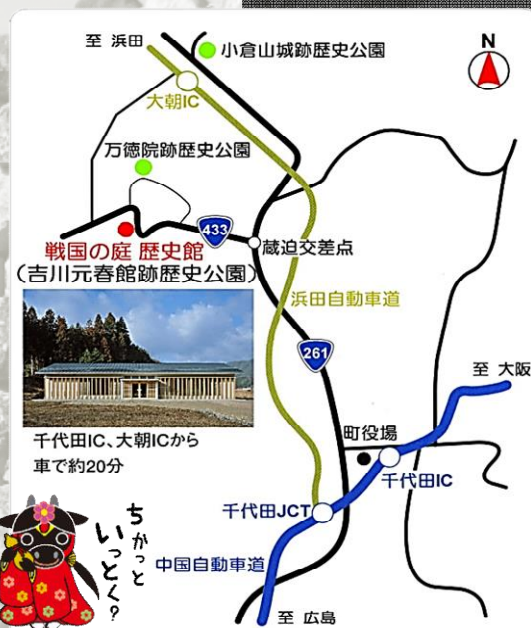 至 浜田
小倉山城跡歴史公園
N
大朝IC
万徳院跡歴史公園
433
戦国の庭 歴史館
(吉川元春館跡歴史公園)
蔵迫交差点
浜田自動車道
261
至 大阪
千代田IC、大朝ICから
車で約20分
町役場
千代田IC
千代田JCT
ちかっと
いっとく?
中国自動車道
至 広島